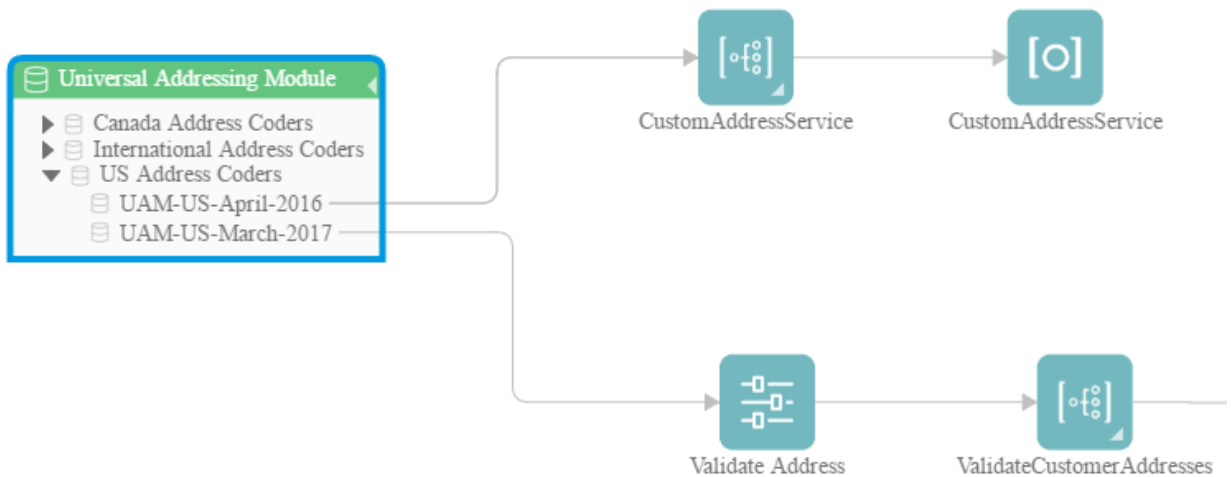 Universal Addressing Module
Canada Address Coders
International Address Coders
US Address Coders
UAM-US-April-2016
UAM-US-March-2017
CustomAddressService
CustomAddressService
Validate Address
ValidateCustomerAddresses